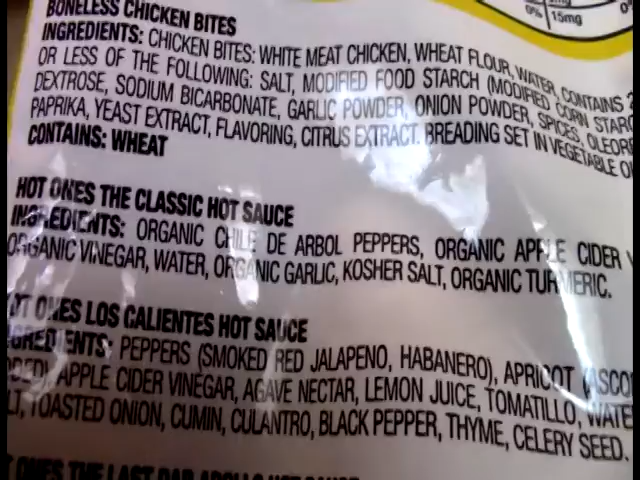 BONELESS CHICKEN BITES
0% 15mg
INGREDIENTS: CHICKEN BITES: WHITE MEAT CHICKEN, WHEAT FLOUR, WATER, CONTAINS
OR LESS OF THE FOLLOWING: SALT, MODIFIED FOOD STARCH (MODIFIED CORN
DEXTROSE, SODIUM BICARBONATE, GARLIC POWDER, ONION POWDER, SPICES,
PAPRIKA, YEAST EXTRACT, FLAVORING, CITRUS EXTRACT. BREADING SET IN VEGETABLE
CONTAINS: WHEAT
HOT ONES THE CLASSIC HOT SAUCE
INGREDIENTS: ORGANIC CHILE DE ARBOL PEPPERS, ORGANIC APPLE CIDER
ORGANIC VINEGAR, WATER, ORGANIC GARLIC, KOSHER SALT, ORGANIC TURMERIC.
ONES LOS CALIENTES HOT SAUCE
PEPPERS (SMOKED RED JALAPENO, HABANERO), APRICOT
APPLE CIDER VINEGAR, AGAVE NECTAR, LEMON JUICE, TOMATILLO,
TOASTED ONION, CUMIN, CULANTRO, BLACK PEPPER, THYME, CELERY SEED.